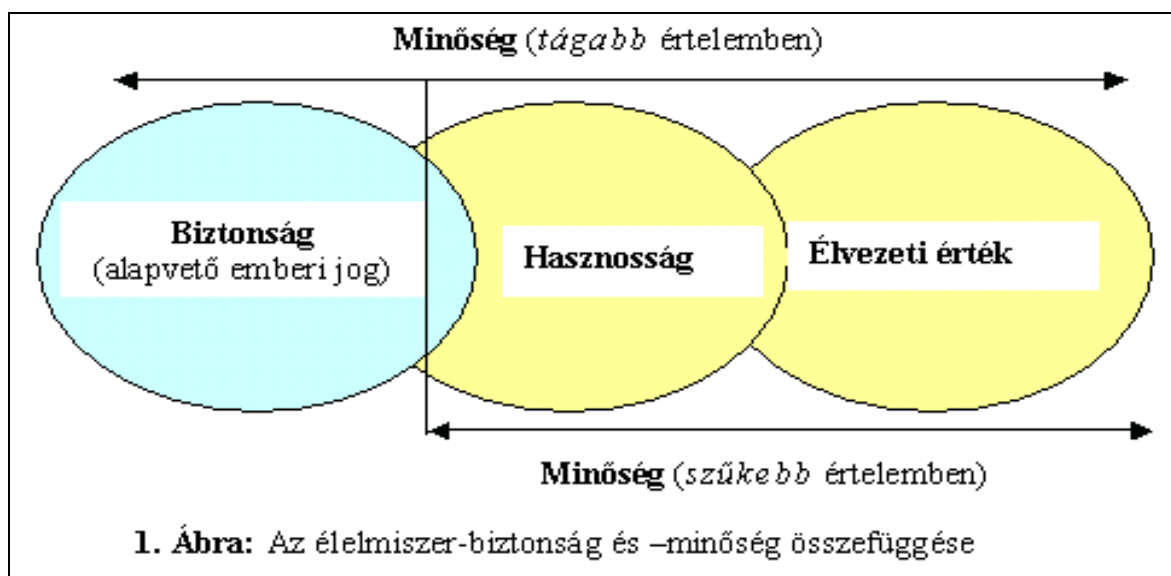 Minőség (tágabb értelemben)
Biztonság
(alapvető emberi jog)
Hasznosság
Élvezeti érték
Minőség (szűkebb értelemben)
1. Ábra: Az élelmiszer-biztonság és –minőség összefüggése